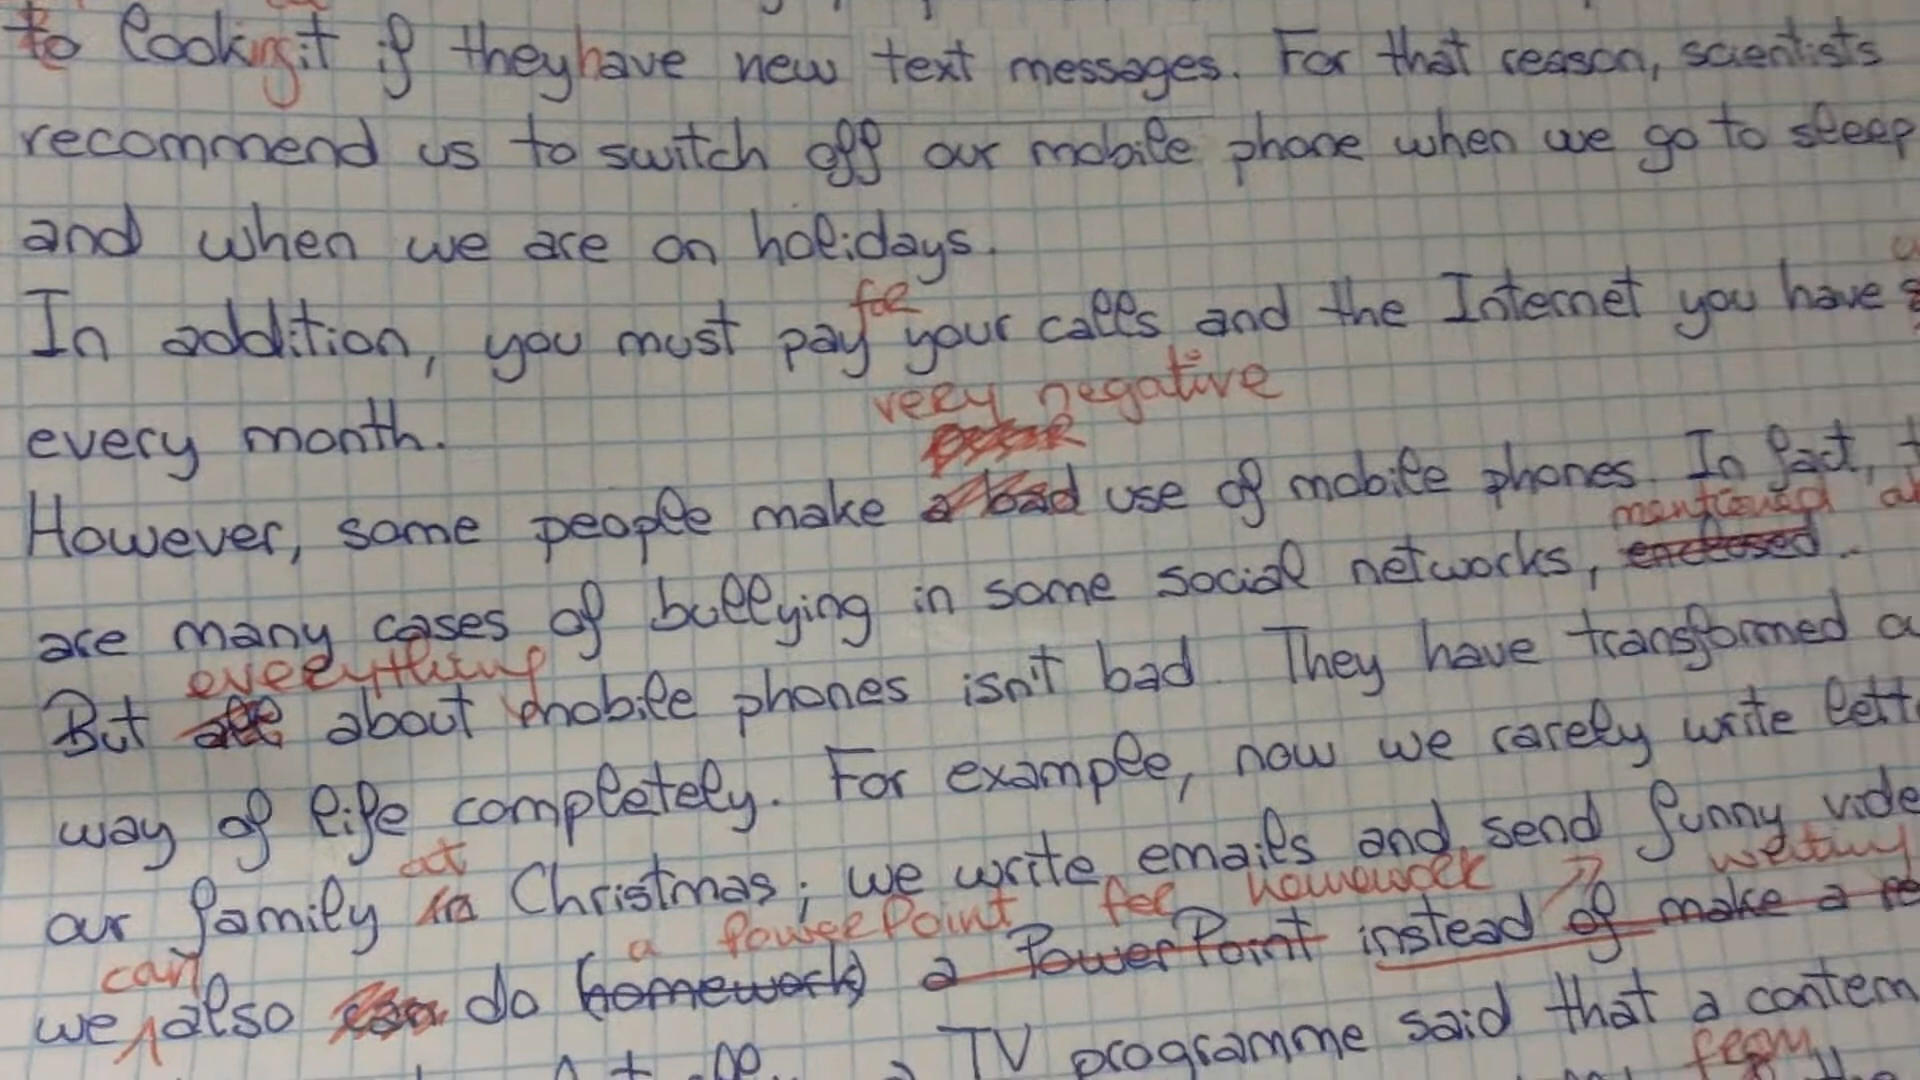 to looking it if they have new text messages. For that reason, scientists
recommend us to switch off our mobile phone when we go to sleep
and when we are on holidays.
for
In addition, you must pay your calls and the Internet you have
very negative
every month.
However, some people make a bad use of mobile phones. In fact,
mentioned
are many cases of bullying in some social networks, enclosed
everything
But all about mobile phones isn't bad. They have transformed
way of life completely. For example, now we rarely write
at
our family in Christmas; we write emails and send funny
a PowerPoint for homework
can
we also can do (homework) a PowerPoint instead of make a
TV programme said that a
from